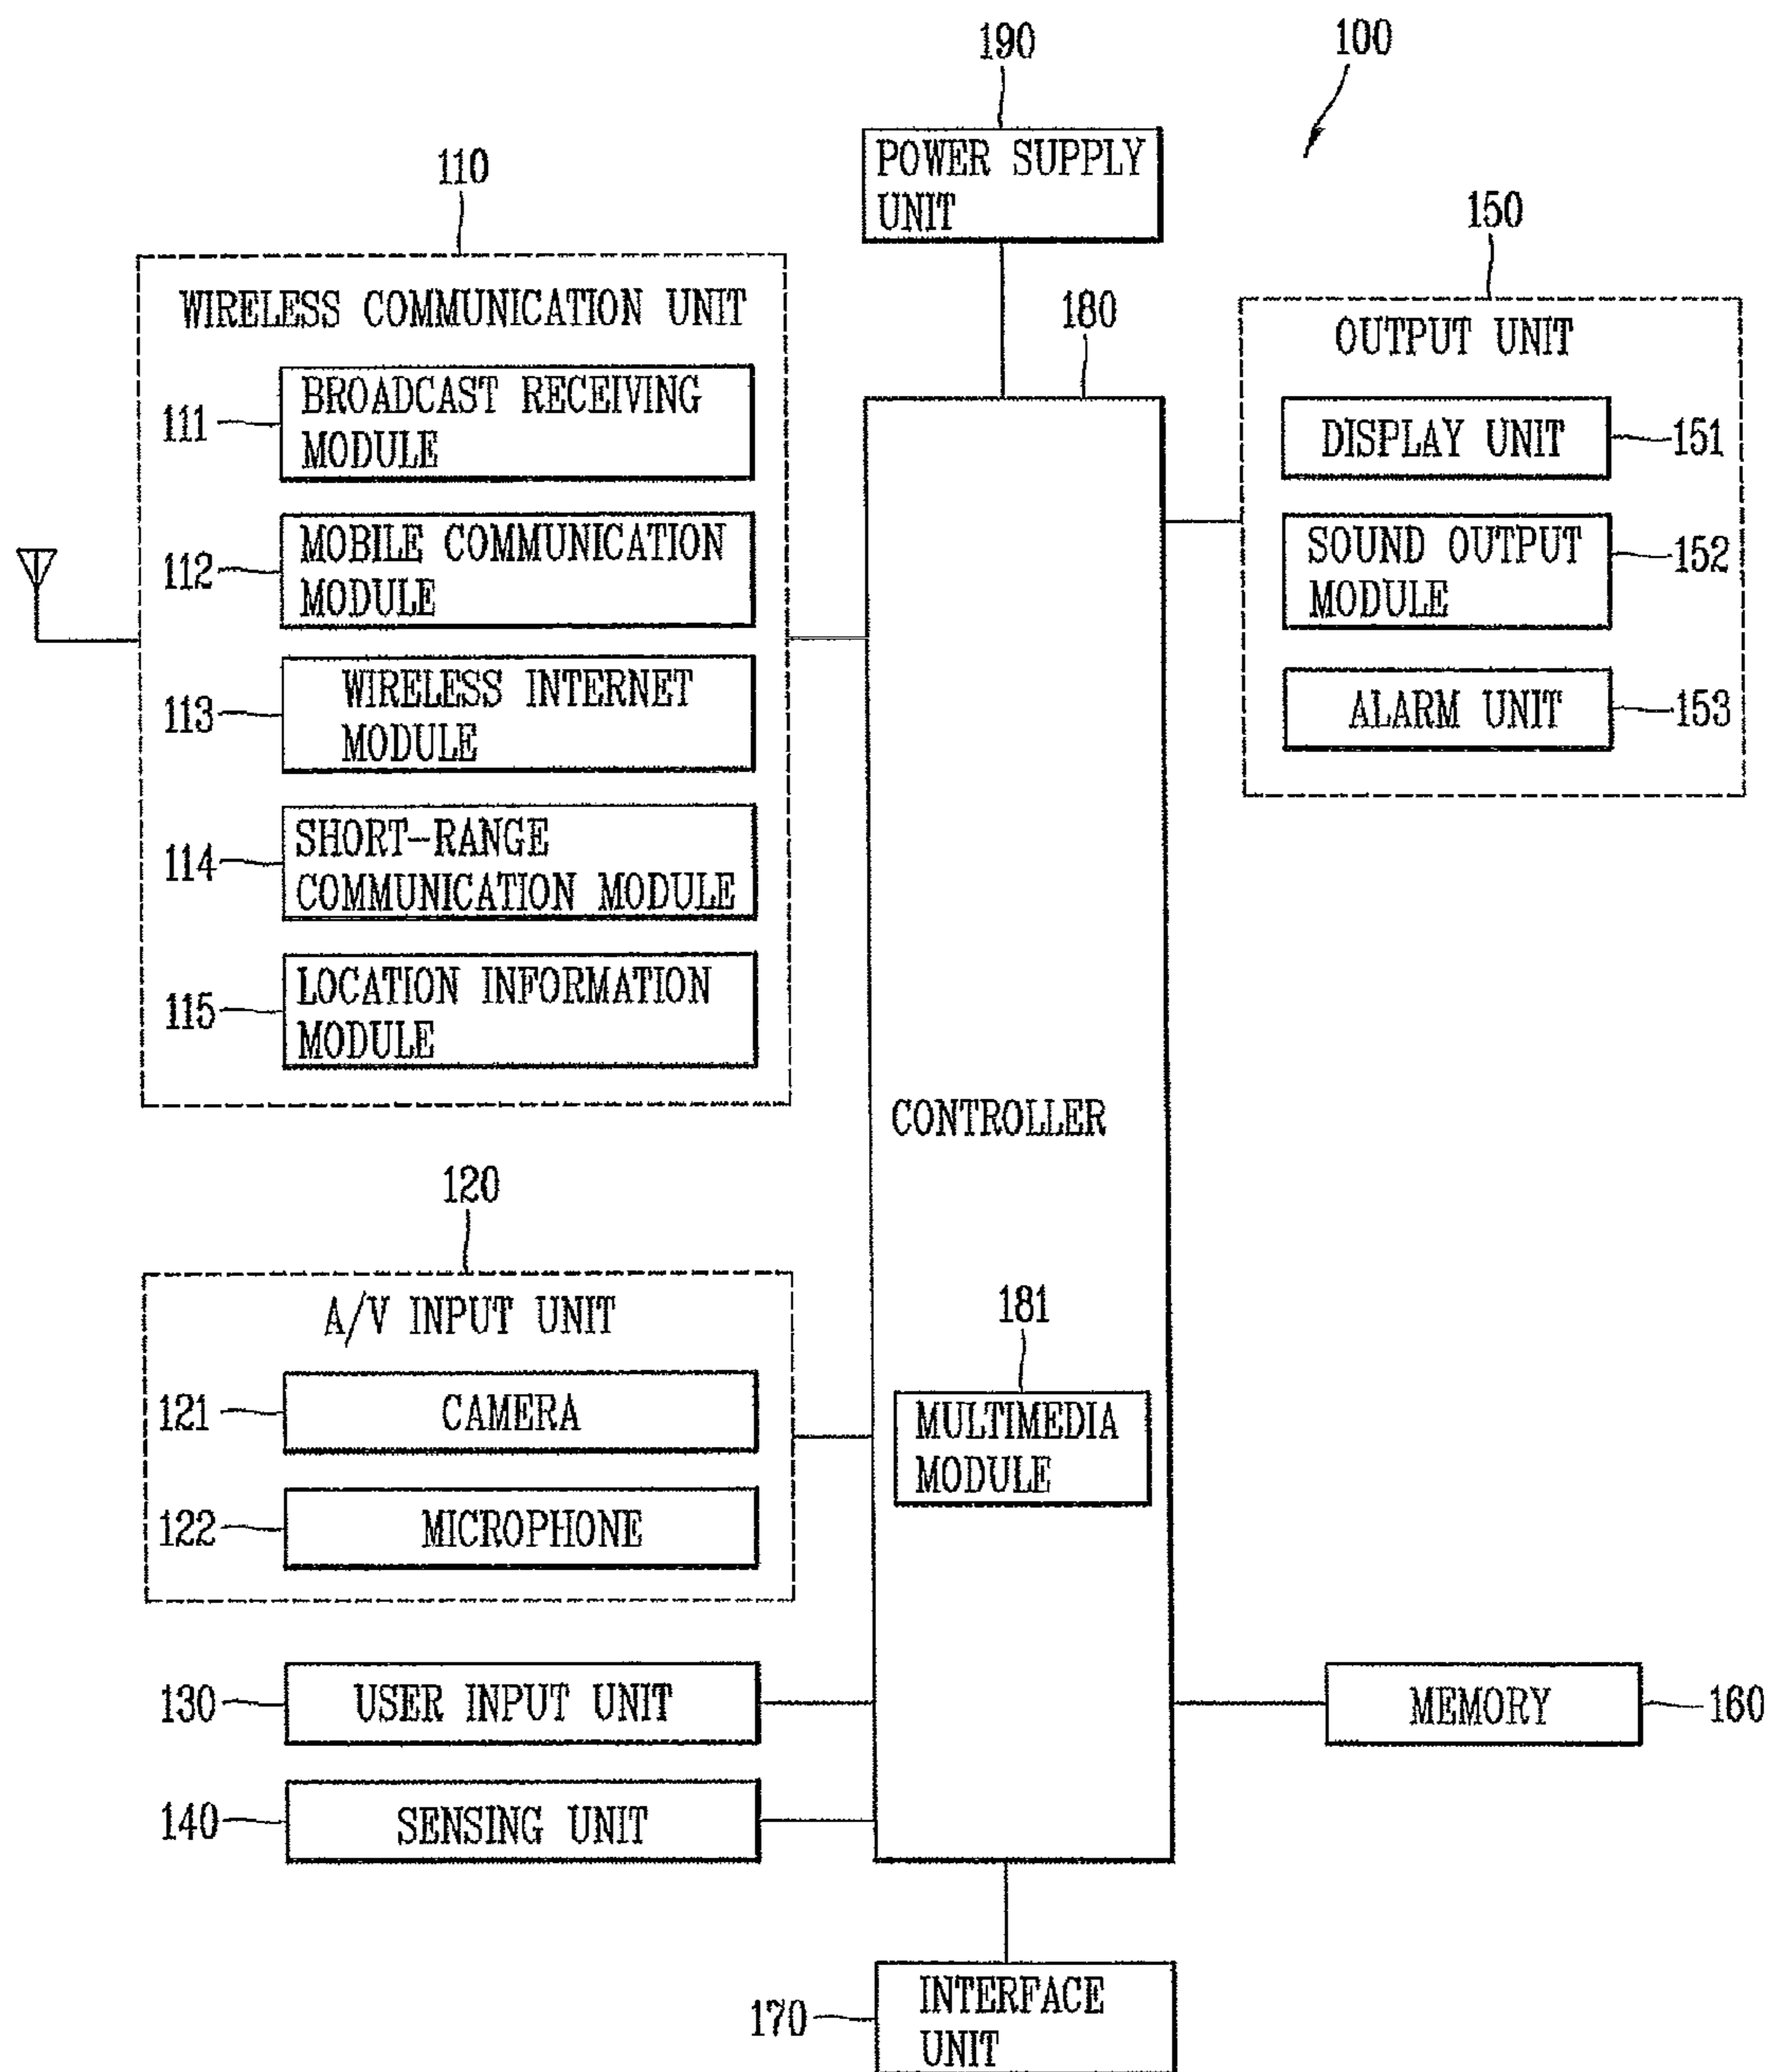 100
190
POWER SUPPLY
UNIT
110
WIRELESS COMMUNICATION UNIT
111
BROADCAST RECEIVING
MODULE
112
MOBILE COMMUNICATION
MODULE
113
WIRELESS INTERNET
MODULE
114
SHORT-RANGE
COMMUNICATION MODULE
115
LOCATION INFORMATION
MODULE
120
A/V INPUT UNIT
121
CAMERA
122
MICROPHONE
130
USER INPUT UNIT
140
SENSING UNIT
180
CONTROLLER
181
MULTIMEDIA
MODULE
150
OUTPUT UNIT
DISPLAY UNIT
151
SOUND OUTPUT
MODULE
152
ALARM UNIT
153
MEMORY
160
170
INTERFACE
UNIT